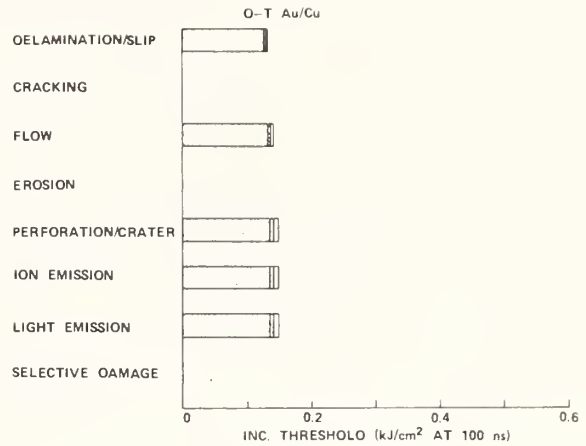 O-T Au/Cu
OELAMINATION/SLIP
CRACKING
FLOW
EROSION
PERFORATION/CRATER
ION EMISSION
LIGHT EMISSION
SELECTIVE OAMAGE
0 0.2 0.4 0.6
INC. THRESHOLO (kJ/cm² AT 100 ns)